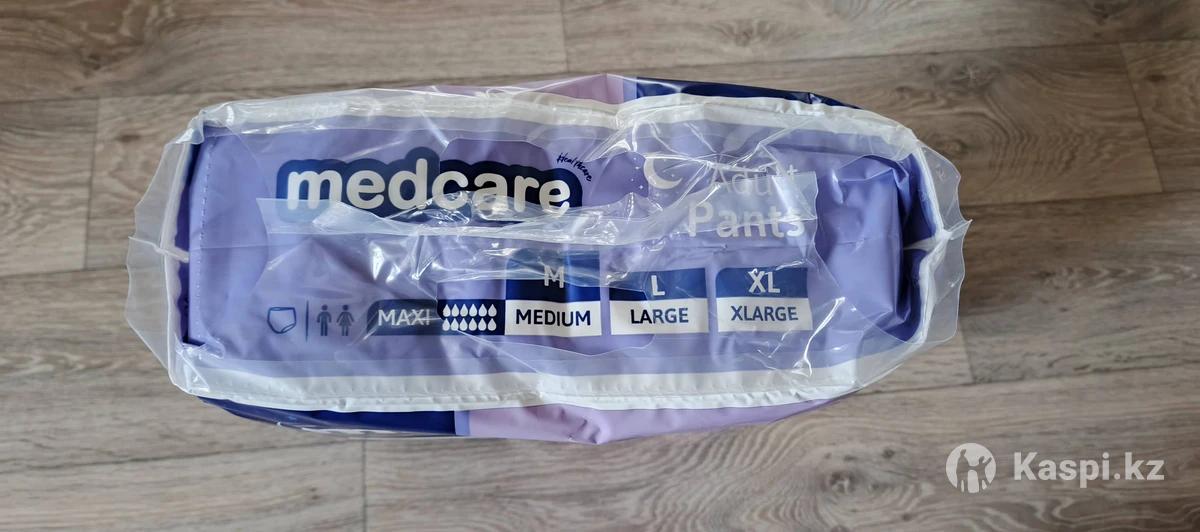 medcare
Healthcare
Adult
Pants
MAXI
M
MEDIUM
L
LARGE
XL
XLARGE
Kaspi.kz